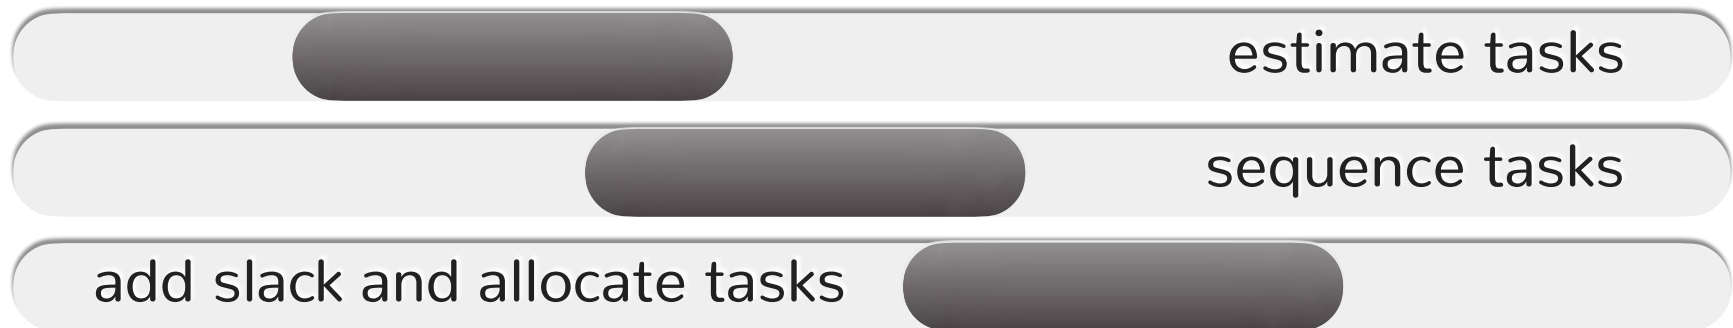 estimate tasks
sequence tasks
add slack and allocate tasks